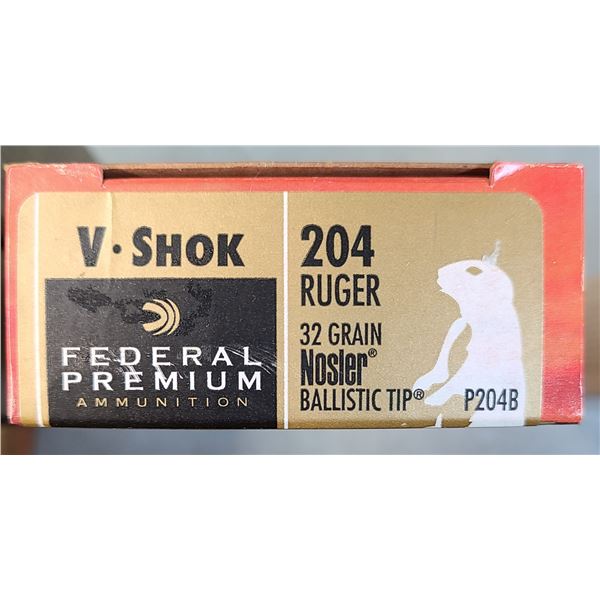 V•SHOK
FEDERAL
PREMIUM
AMMUNITION
204
RUGER
32 GRAIN
Nosler®
BALLISTIC TIP®
P204B